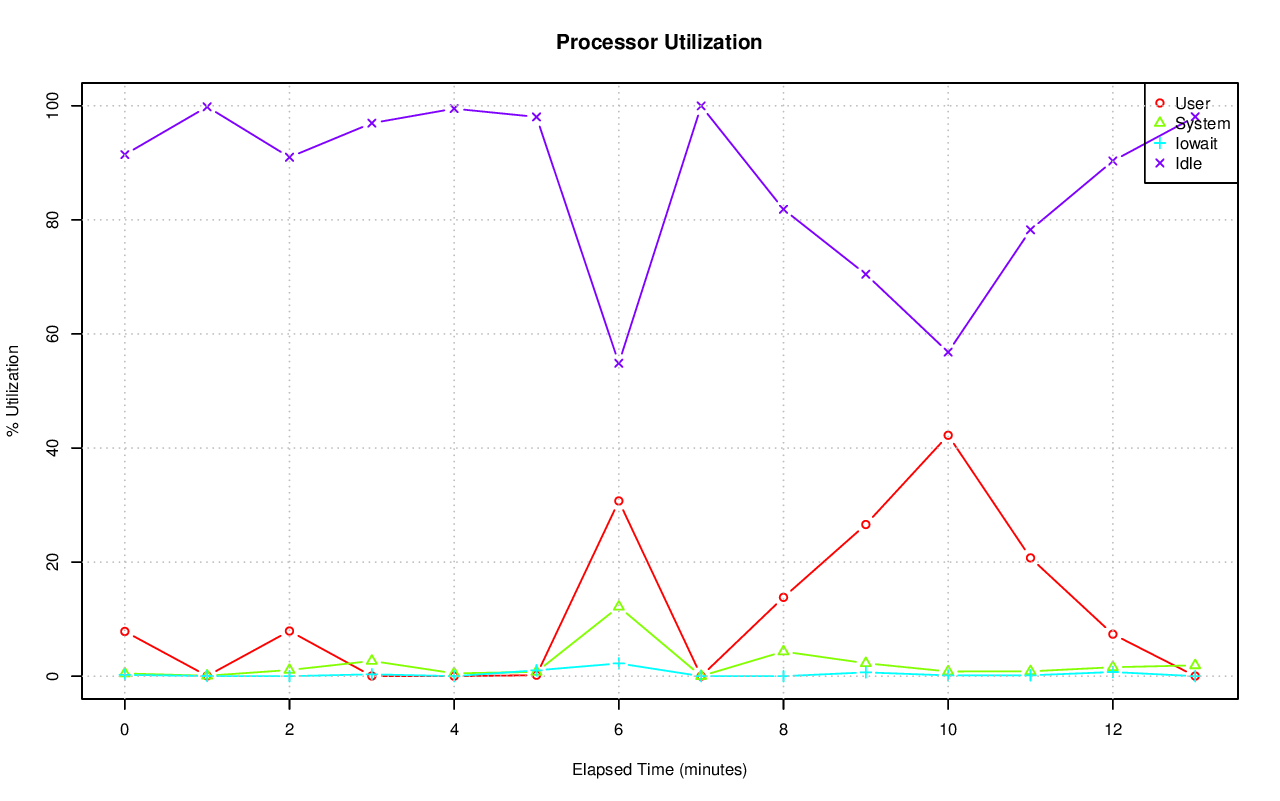 Processor Utilization
100
80
60
40
20
0
% Utilization
User
System
Iowait
Idle
0 2 4 6 8 10 12
Elapsed Time (minutes)